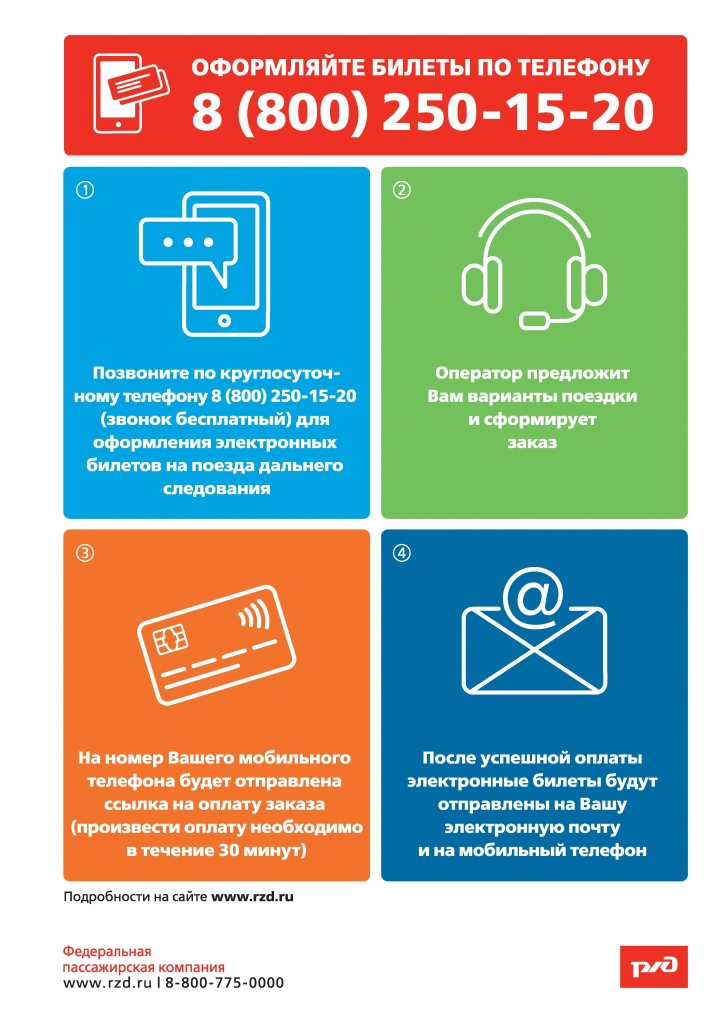 ОФОРМЛЯЙТЕ БИЛЕТЫ ПО ТЕЛЕФОНУ
8 (800) 250-15-20
1
Позвоните по круглосуточ-
ному телефону 8 (800) 250-15-20
(звонок бесплатный) для
оформления электронных
билетов на поезда дальнего
следования
2
Оператор предложит
Вам варианты поездки
и сформирует
заказ
3
На номер Вашего мобильного
телефона будет отправлена
ссылка на оплату заказа
(произвести оплату необходимо
в течение 30 минут)
4
@
После успешной оплаты
электронные билеты будут
отправлены на Вашу
электронную почту
и на мобильный телефон
Подробности на сайте www.rzd.ru
Федеральная
пассажирская компания
www.rzd.ru | 8-800-775-0000
ржд